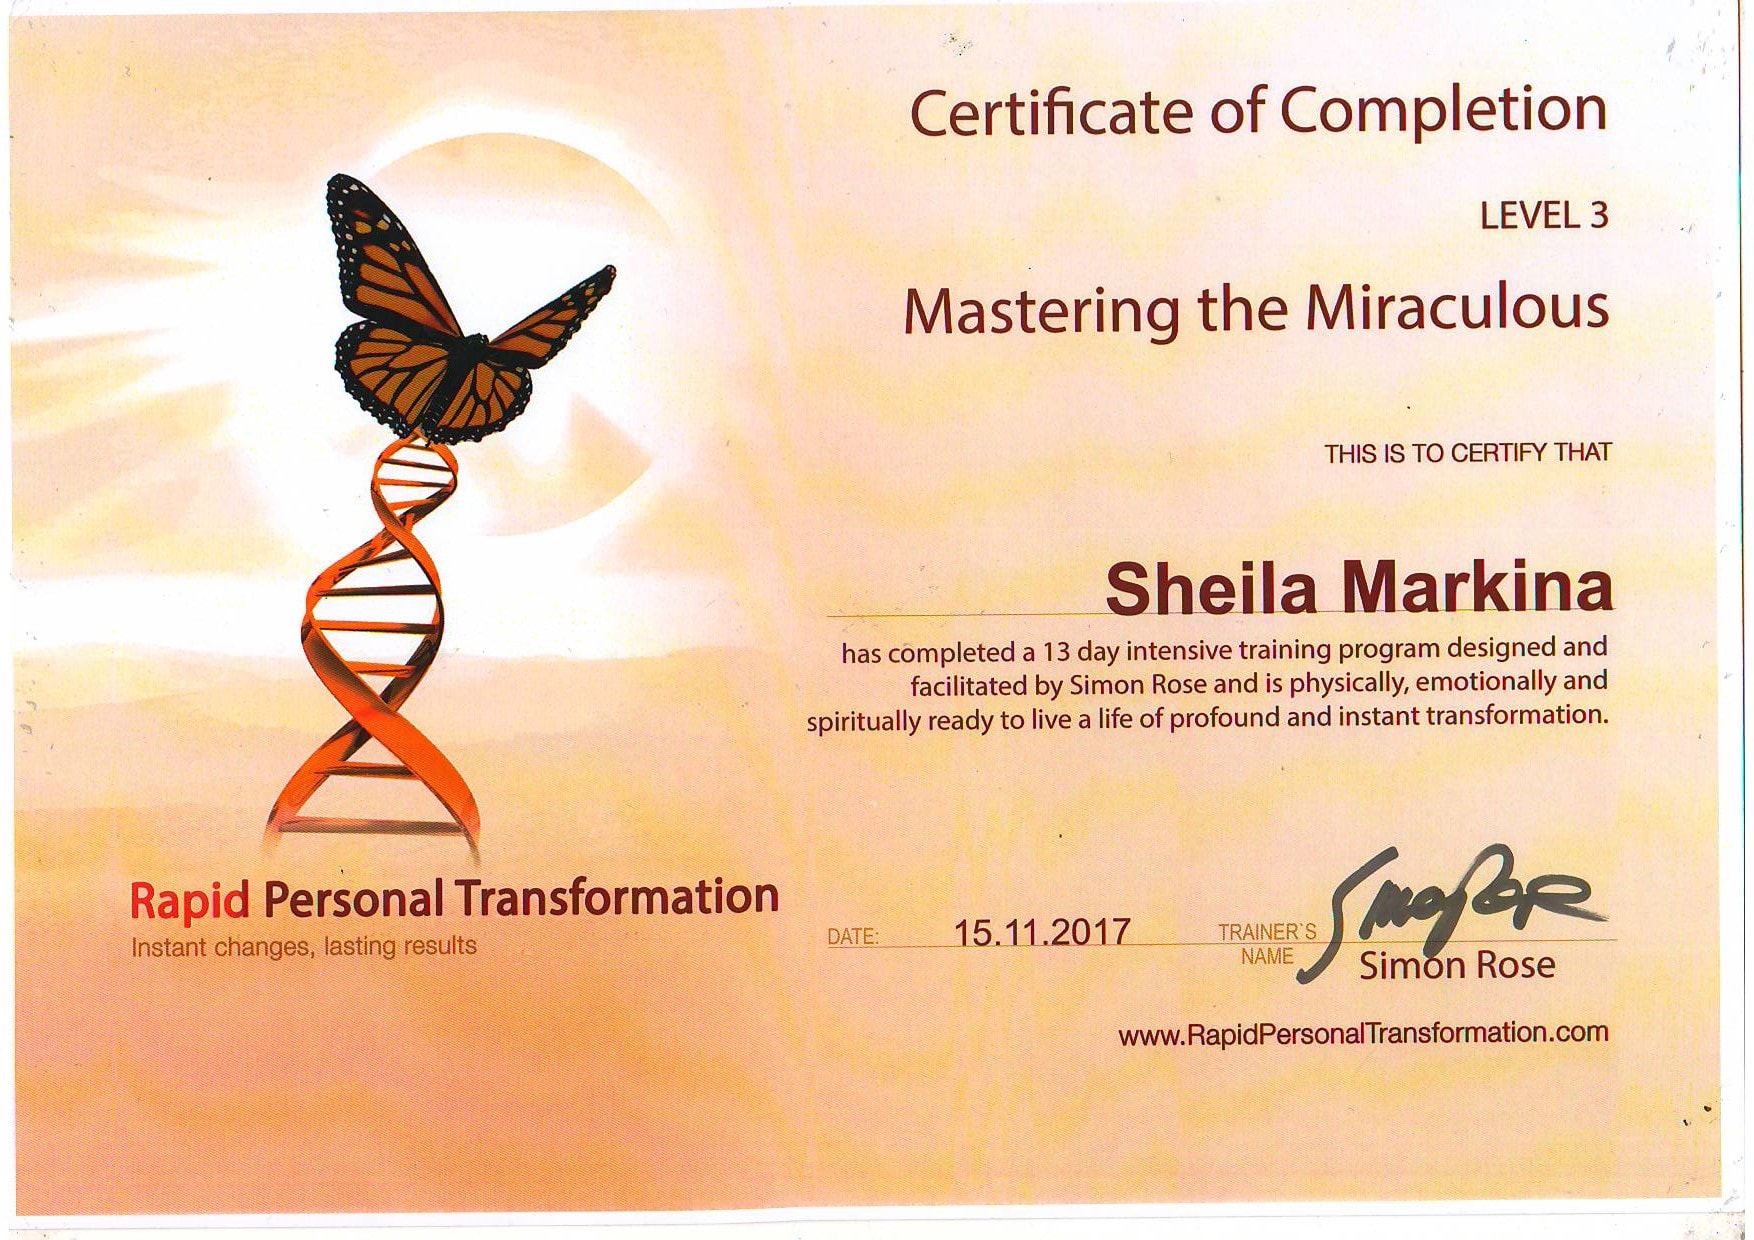 Certificate of Completion
LEVEL 3
Mastering the Miraculous
THIS IS TO CERTIFY THAT
Sheila Markina
has completed a 13 day intensive training program designed and
facilitated by Simon Rose and is physically, emotionally and
spiritually ready to live a life of profound and instant transformation.
Rapid Personal Transformation
Instant changes, lasting results
DATE: 15.11.2017
TRAINER`S
NAME
Simon Rose
www.RapidPersonalTransformation.com